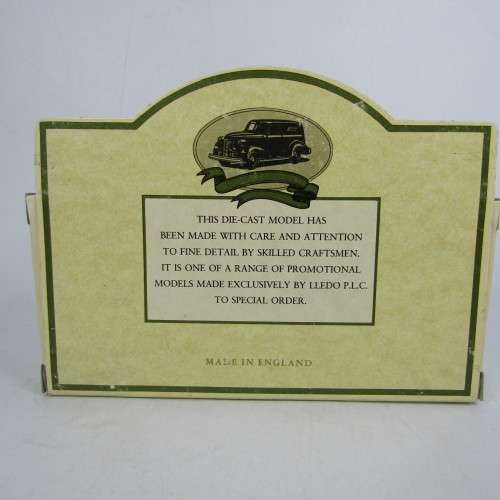 THIS DIE-CAST MODEL HAS
BEEN MADE WITH CARE AND ATTENTION
TO FINE DETAIL BY SKILLED CRAFTSMEN.
IT IS ONE OF A RANGE OF PROMOTIONAL
MODELS MADE EXCLUSIVELY BY LLEDO P.L.C.
TO SPECIAL ORDER.
MADE IN ENGLAND